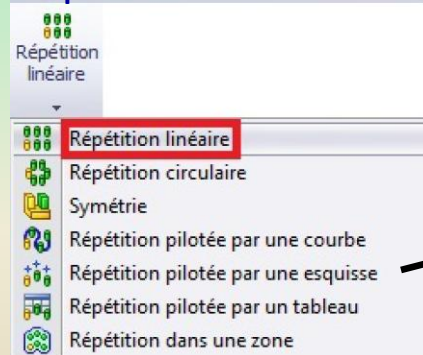 Répétition
linéaire
Répétition linéaire
Répétition circulaire
Symétrie
Répétition pilotée par une courbe
Répétition pilotée par une esquisse
Répétition pilotée par un tableau
Répétition dans une zone